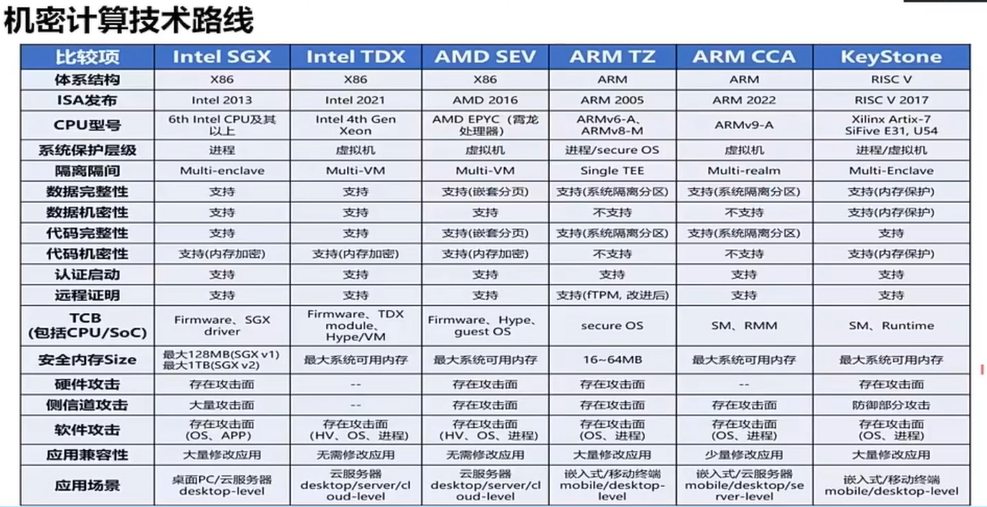 机密计算技术路线
比较项 Intel SGX Intel TDX AMD SEV ARM TZ ARM CCA KeyStone
体系结构 X86 X86 X86 ARM ARM RISC V
ISA发布 Intel 2013 Intel 2021 AMD 2016 ARM 2005 ARM 2022 RISC V 2017
CPU型号 6th Intel CPU及其以上 Intel 4th Gen Xeon AMD EPYC（霄龙处理器） ARMv6-A、ARMv8-M ARMv9-A Xilinx Artix-7 SiFive E31, U54
系统保护层级 进程 虚拟机 虚拟机 进程/secure OS 虚拟机 进程/虚拟机
隔离隔间 Multi-enclave Multi-VM Multi-VM Single TEE Multi-realm Multi-Enclave
数据完整性 支持 支持 支持(嵌套分页) 支持(系统隔离分区) 支持(系统隔离分区) 支持(内存保护)
数据机密性 支持 支持 支持 不支持 不支持 支持(内存保护)
代码完整性 支持 支持 支持(嵌套分页) 支持(系统隔离分区) 支持(系统隔离分区) 支持
代码机密性 支持(内存加密) 支持(内存加密) 支持(内存加密) 不支持 不支持 支持(内存保护)
认证启动 支持 支持 支持 支持 支持 支持
远程证明 支持 支持 支持 支持(fTPM, 改进后) 支持 支持
TCB (包括CPU/SoC) Firmware、SGX driver Firmware、TDX module、Hype/VM Firmware、Hype、guest OS secure OS SM、RMM SM、Runtime
安全内存Size 最大128MB(SGX v1) 最大1TB(SGX v2) 最大系统可用内存 最大系统可用内存 16~64MB 最大系统可用内存 最大系统可用内存
硬件攻击 存在攻击面 -- 存在攻击面 存在攻击面 -- 存在攻击面
侧信道攻击 大量攻击面 -- 存在攻击面 存在攻击面 存在攻击面 防御部分攻击
软件攻击 存在攻击面(OS、APP) 存在攻击面(HV、OS、进程) 存在攻击面(HV、OS、进程) 存在攻击面(OS、进程) 存在攻击面(OS、进程) 存在攻击面(OS、进程)
应用兼容性 大量修改应用 无需修改应用 无需修改应用 大量修改应用 少量修改应用 大量修改应用
应用场景 桌面PC/云服务器 desktop-level 云服务器 desktop/server/cloud-level 云服务器 desktop/server/cloud-level 嵌入式/移动终端 mobile/desktop-level 嵌入式/云服务器 mobile/desktop/server-level 嵌入式/移动终端 mobile/desktop-level